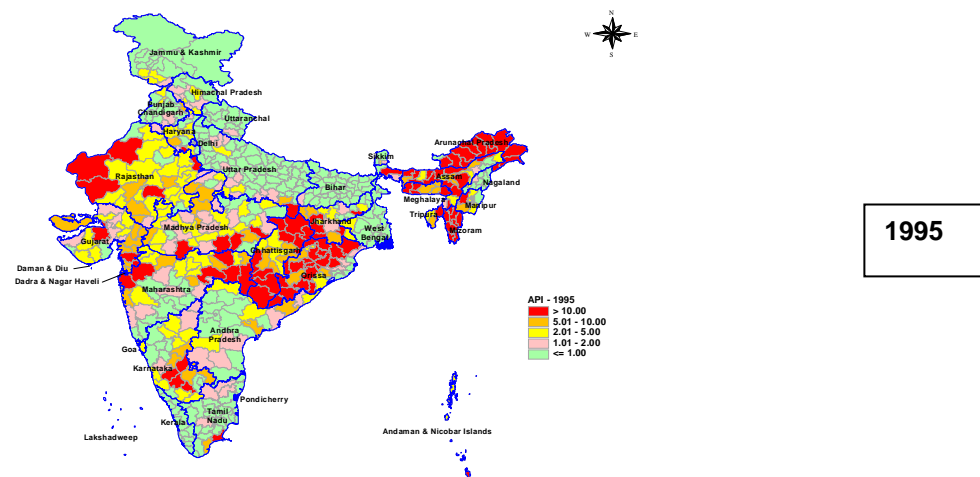 N
W E
S
Jammu & Kashmir
Himachal Pradesh
Punjab
Chandigarh
Uttaranchal
Haryana
Delhi
Arunachal Pradesh
Sikkim
Rajasthan
Uttar Pradesh
Assam
Nagaland
Bihar
Meghalaya
Manipur
Tripura
Mizoram
Jharkhand
West
Bengal
Madhya Pradesh
Gujarat
Chhattisgarh
Orissa
Daman & Diu
Dadra & Nagar Haveli
Maharashtra
Andhra
Pradesh
Goa
Karnataka
Pondicherry
Tamil
Nadu
Kerala
Lakshadweep
Andaman & Nicobar Islands
API - 1995
> 10.00
5.01 - 10.00
2.01 - 5.00
1.01 - 2.00
<= 1.00
1995